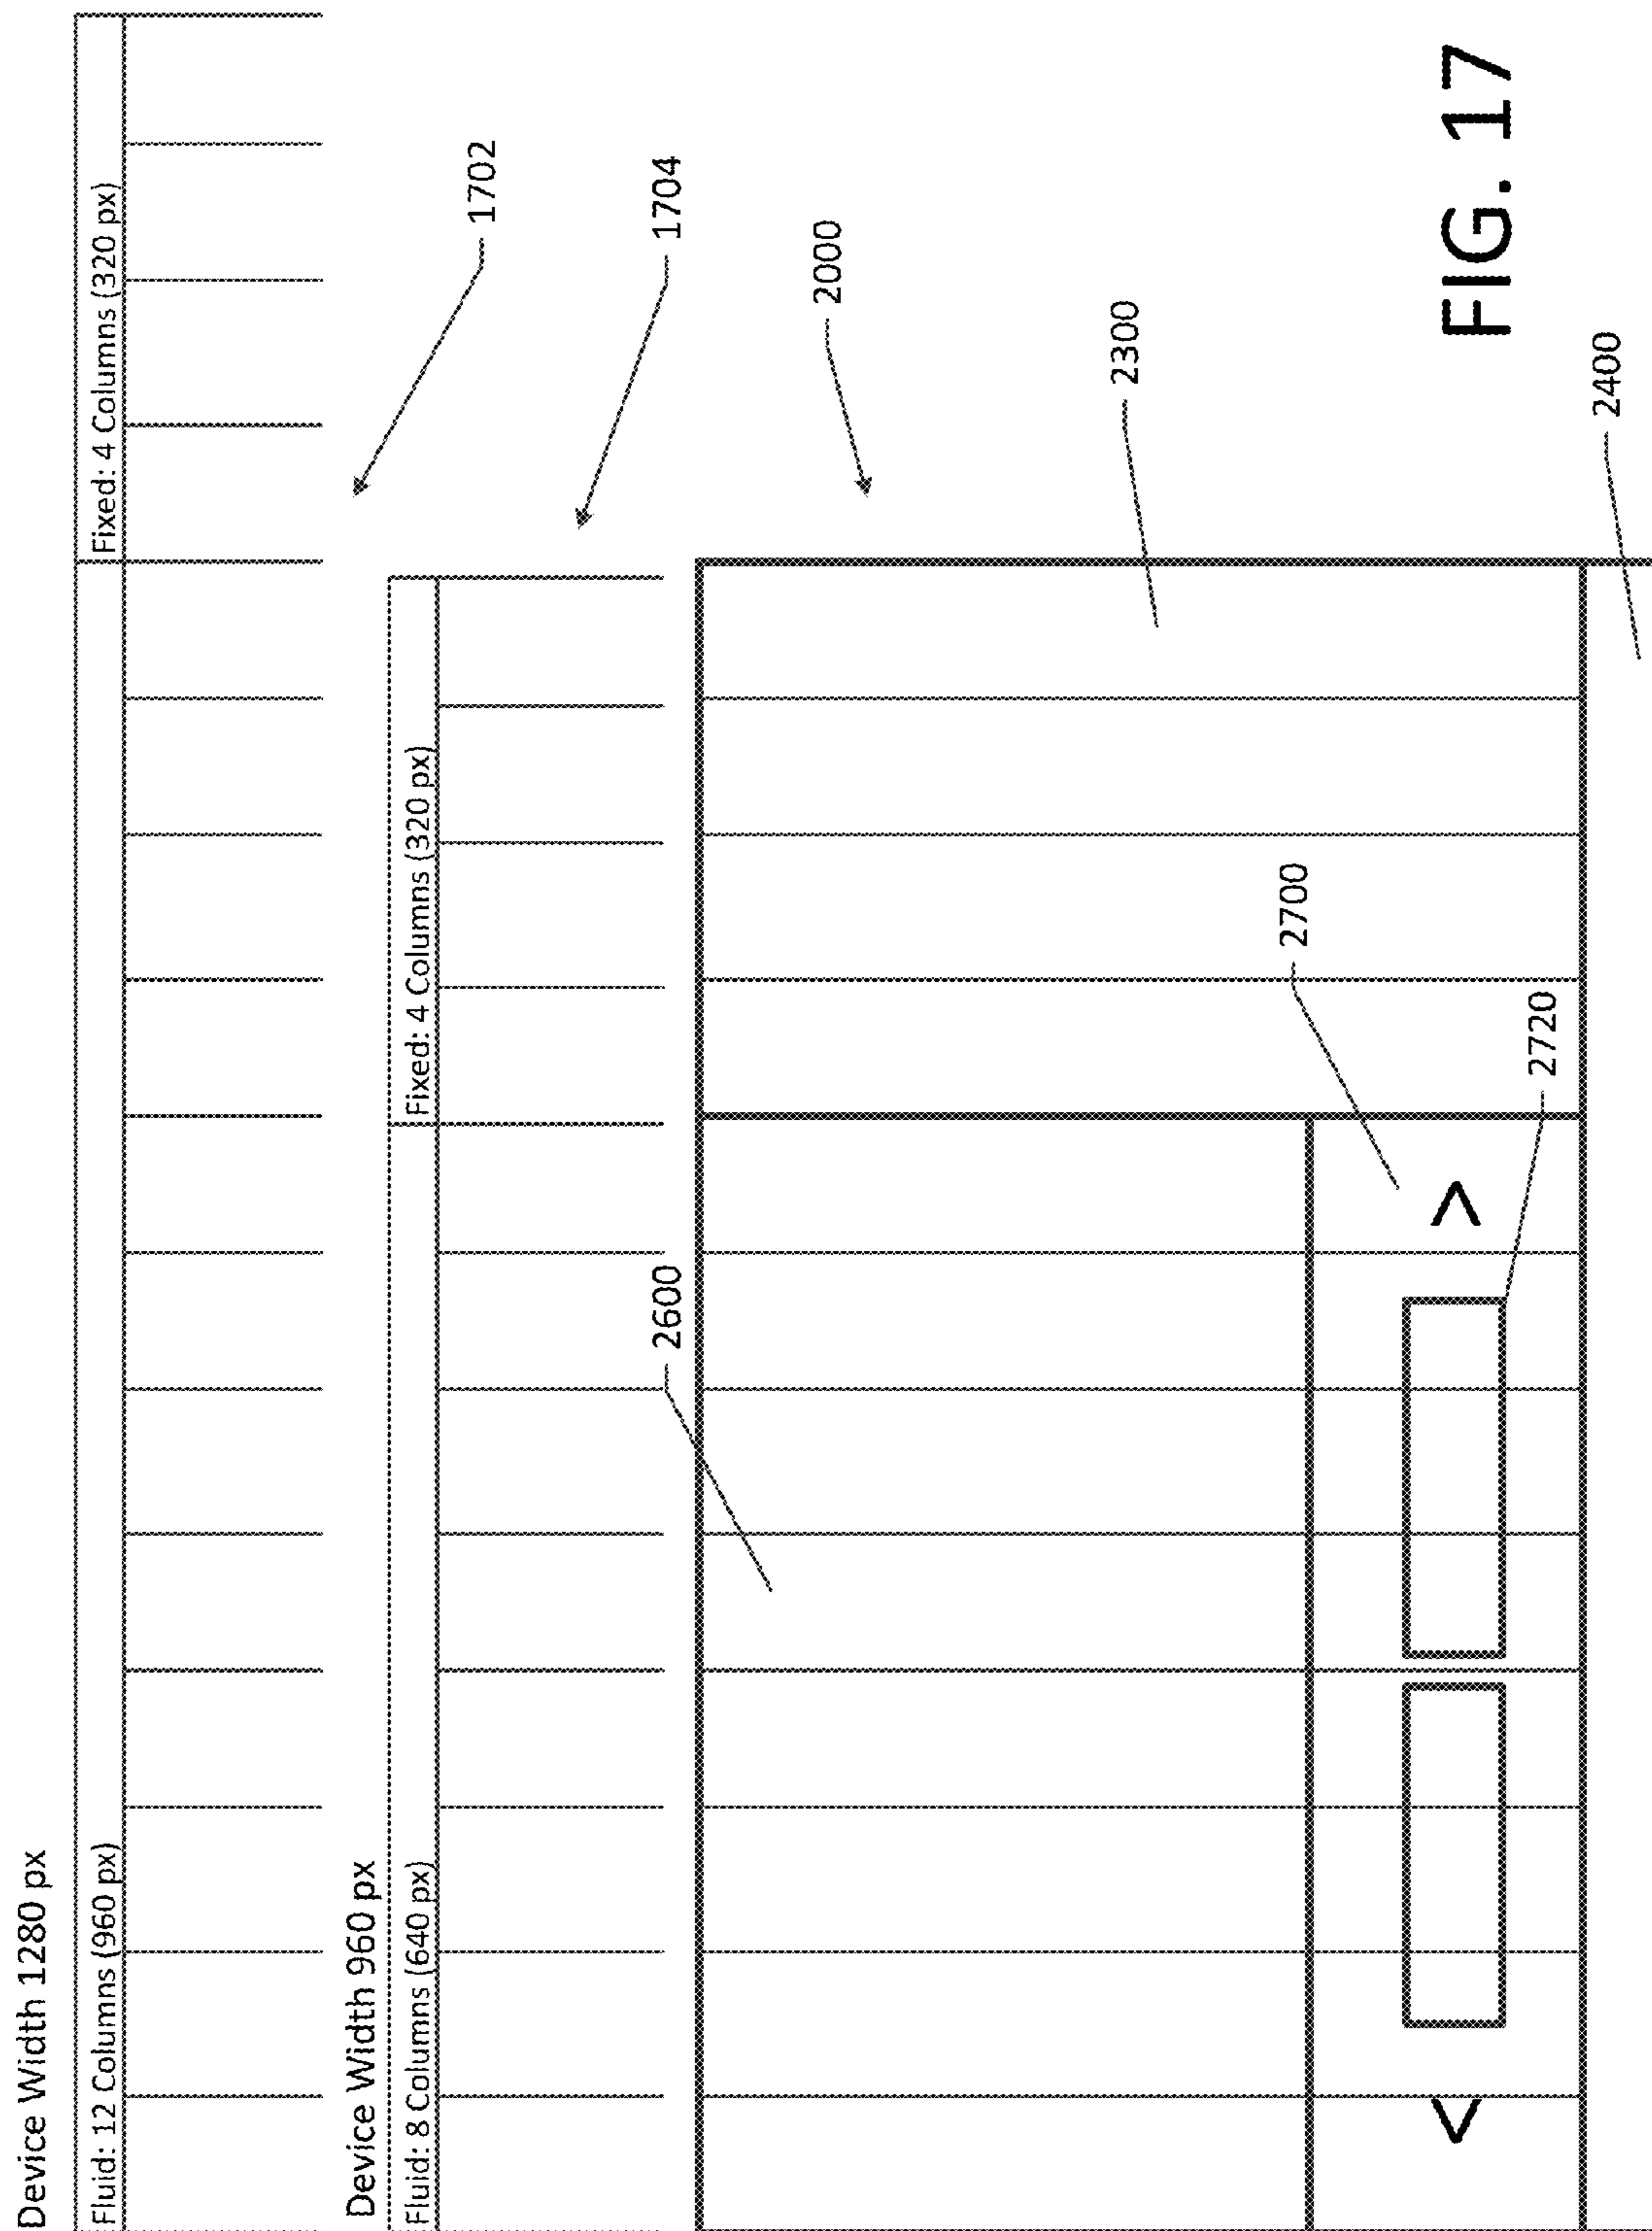 Device Width 1280 px
Fluid: 12 Columns (960 px)
Fixed: 4 Columns (320 px)
1702
Device Width 960 px
Fluid: 8 Columns (640 px)
Fixed: 4 Columns (320 px)
1704
2600
2000
2300
2700
<
>
2720
FIG. 17
2400